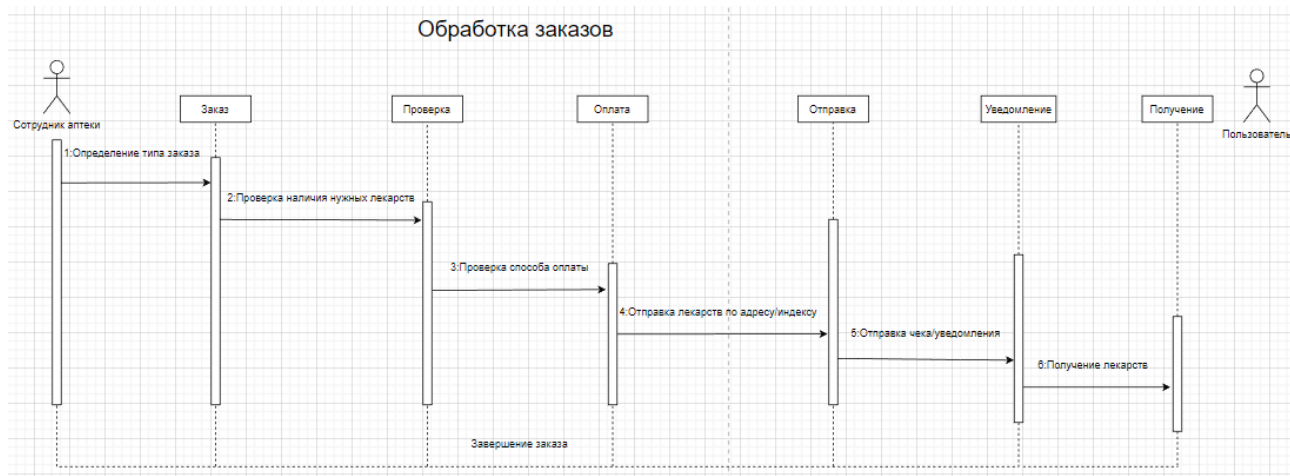 Обработка заказов
Сотрудник аптеки
Заказ
Проверка
Оплата
Отправка
Уведомление
Получение
Пользователь
1:Определение типа заказа
2:Проверка наличия нужных лекарств
3:Проверка способа оплаты
4:Отправка лекарств по адресу/индексу
5:Отправка чека/уведомления
6:Получение лекарств
Завершение заказа